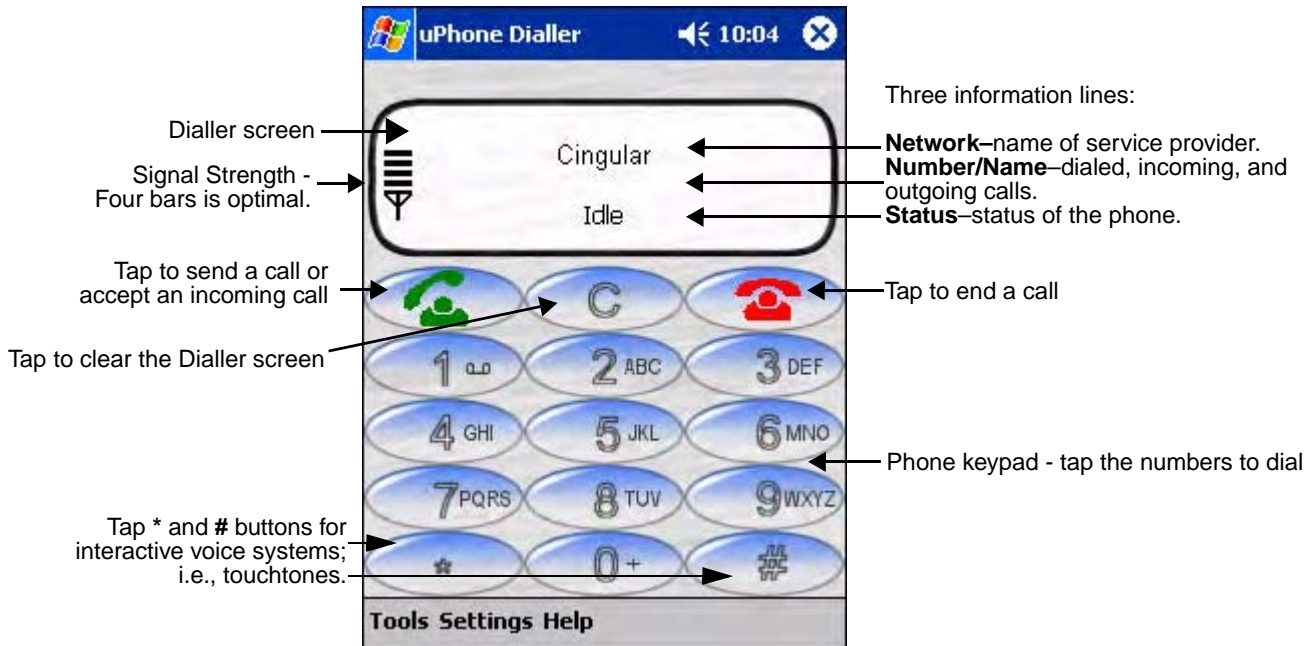 uPhone Dialler 10:04
Dialler screen
Signal Strength -
Four bars is optimal.
Cingular
Idle
Three information lines:
Network–name of service provider.
Number/Name–dialed, incoming, and
outgoing calls.
Status–status of the phone.
Tap to send a call or
accept an incoming call
C
Tap to end a call
Tap to clear the Dialler screen
1
2 ABC
3 DEF
4 GHI
5 JKL
6 MNO
Phone keypad - tap the numbers to dial
7 PQRS
8 TUV
9 WXYZ
Tap * and # buttons for
interactive voice systems;
i.e., touchtones.
*
0 +
#
Tools Settings Help